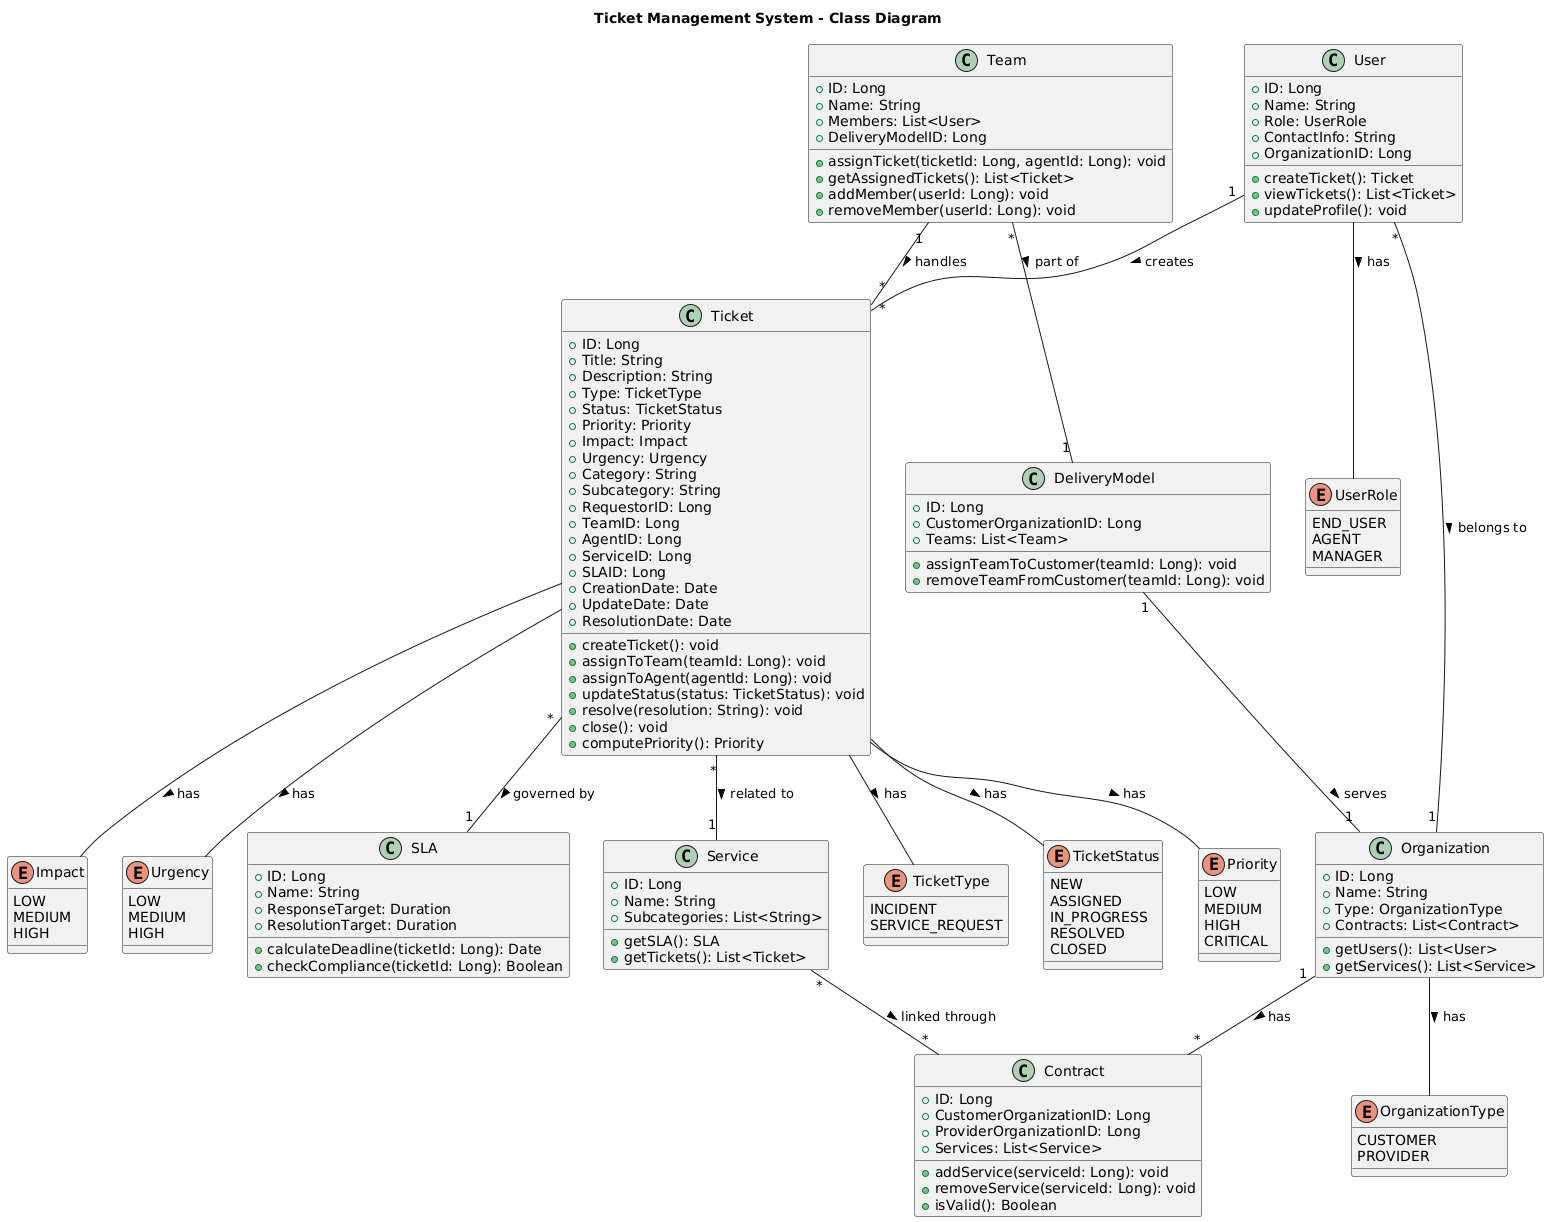 Ticket Management System - Class Diagram
C Team
ID: Long
Name: String
Members: List<User>
DeliveryModelID: Long
assignTicket(ticketId: Long, agentId: Long): void
getAssignedTickets(): List<Ticket>
addMember(userId: Long): void
removeMember(userId: Long): void
C User
ID: Long
Name: String
Role: UserRole
ContactInfo: String
OrganizationID: Long
createTicket(): Ticket
viewTickets(): List<Ticket>
updateProfile(): void
1
1
*
*
handles
part of
creates
has
*
*
C Ticket
ID: Long
Title: String
Description: String
Type: TicketType
Status: TicketStatus
Priority: Priority
Impact: Impact
Urgency: Urgency
Category: String
Subcategory: String
RequestorID: Long
TeamID: Long
AgentID: Long
ServiceID: Long
SLAID: Long
CreationDate: Date
UpdateDate: Date
ResolutionDate: Date
createTicket(): void
assignToTeam(teamId: Long): void
assignToAgent(agentId: Long): void
updateStatus(status: TicketStatus): void
resolve(resolution: String): void
close(): void
computePriority(): Priority
1
C DeliveryModel
ID: Long
CustomerOrganizationID: Long
Teams: List<Team>
assignTeamToCustomer(teamId: Long): void
removeTeamFromCustomer(teamId: Long): void
E UserRole
END_USER
AGENT
MANAGER
belongs to
1
*
*
has
has
governed by
related to
has
has
has
serves
1
1
1
1
E Impact
LOW
MEDIUM
HIGH
E Urgency
LOW
MEDIUM
HIGH
C SLA
ID: Long
Name: String
ResponseTarget: Duration
ResolutionTarget: Duration
calculateDeadline(ticketId: Long): Date
checkCompliance(ticketId: Long): Boolean
C Service
ID: Long
Name: String
Subcategories: List<String>
getSLA(): SLA
getTickets(): List<Ticket>
E TicketType
INCIDENT
SERVICE_REQUEST
E TicketStatus
NEW
ASSIGNED
IN_PROGRESS
RESOLVED
CLOSED
E Priority
LOW
MEDIUM
HIGH
CRITICAL
C Organization
ID: Long
Name: String
Type: OrganizationType
Contracts: List<Contract>
getUsers(): List<User>
getServices(): List<Service>
*
1
linked through
has
has
*
*
C Contract
ID: Long
CustomerOrganizationID: Long
ProviderOrganizationID: Long
Services: List<Service>
addService(serviceId: Long): void
removeService(serviceId: Long): void
isValid(): Boolean
E OrganizationType
CUSTOMER
PROVIDER